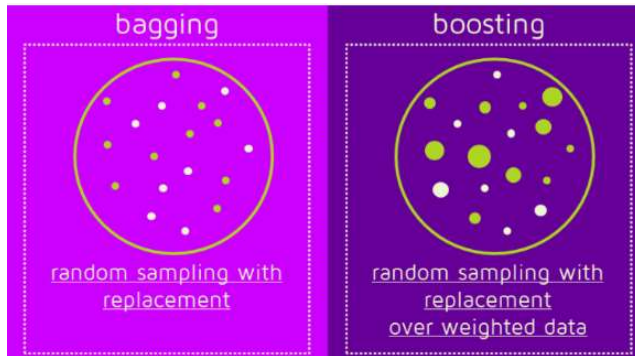 bagging
random sampling with
replacement
boosting
random sampling with
replacement
over weighted data